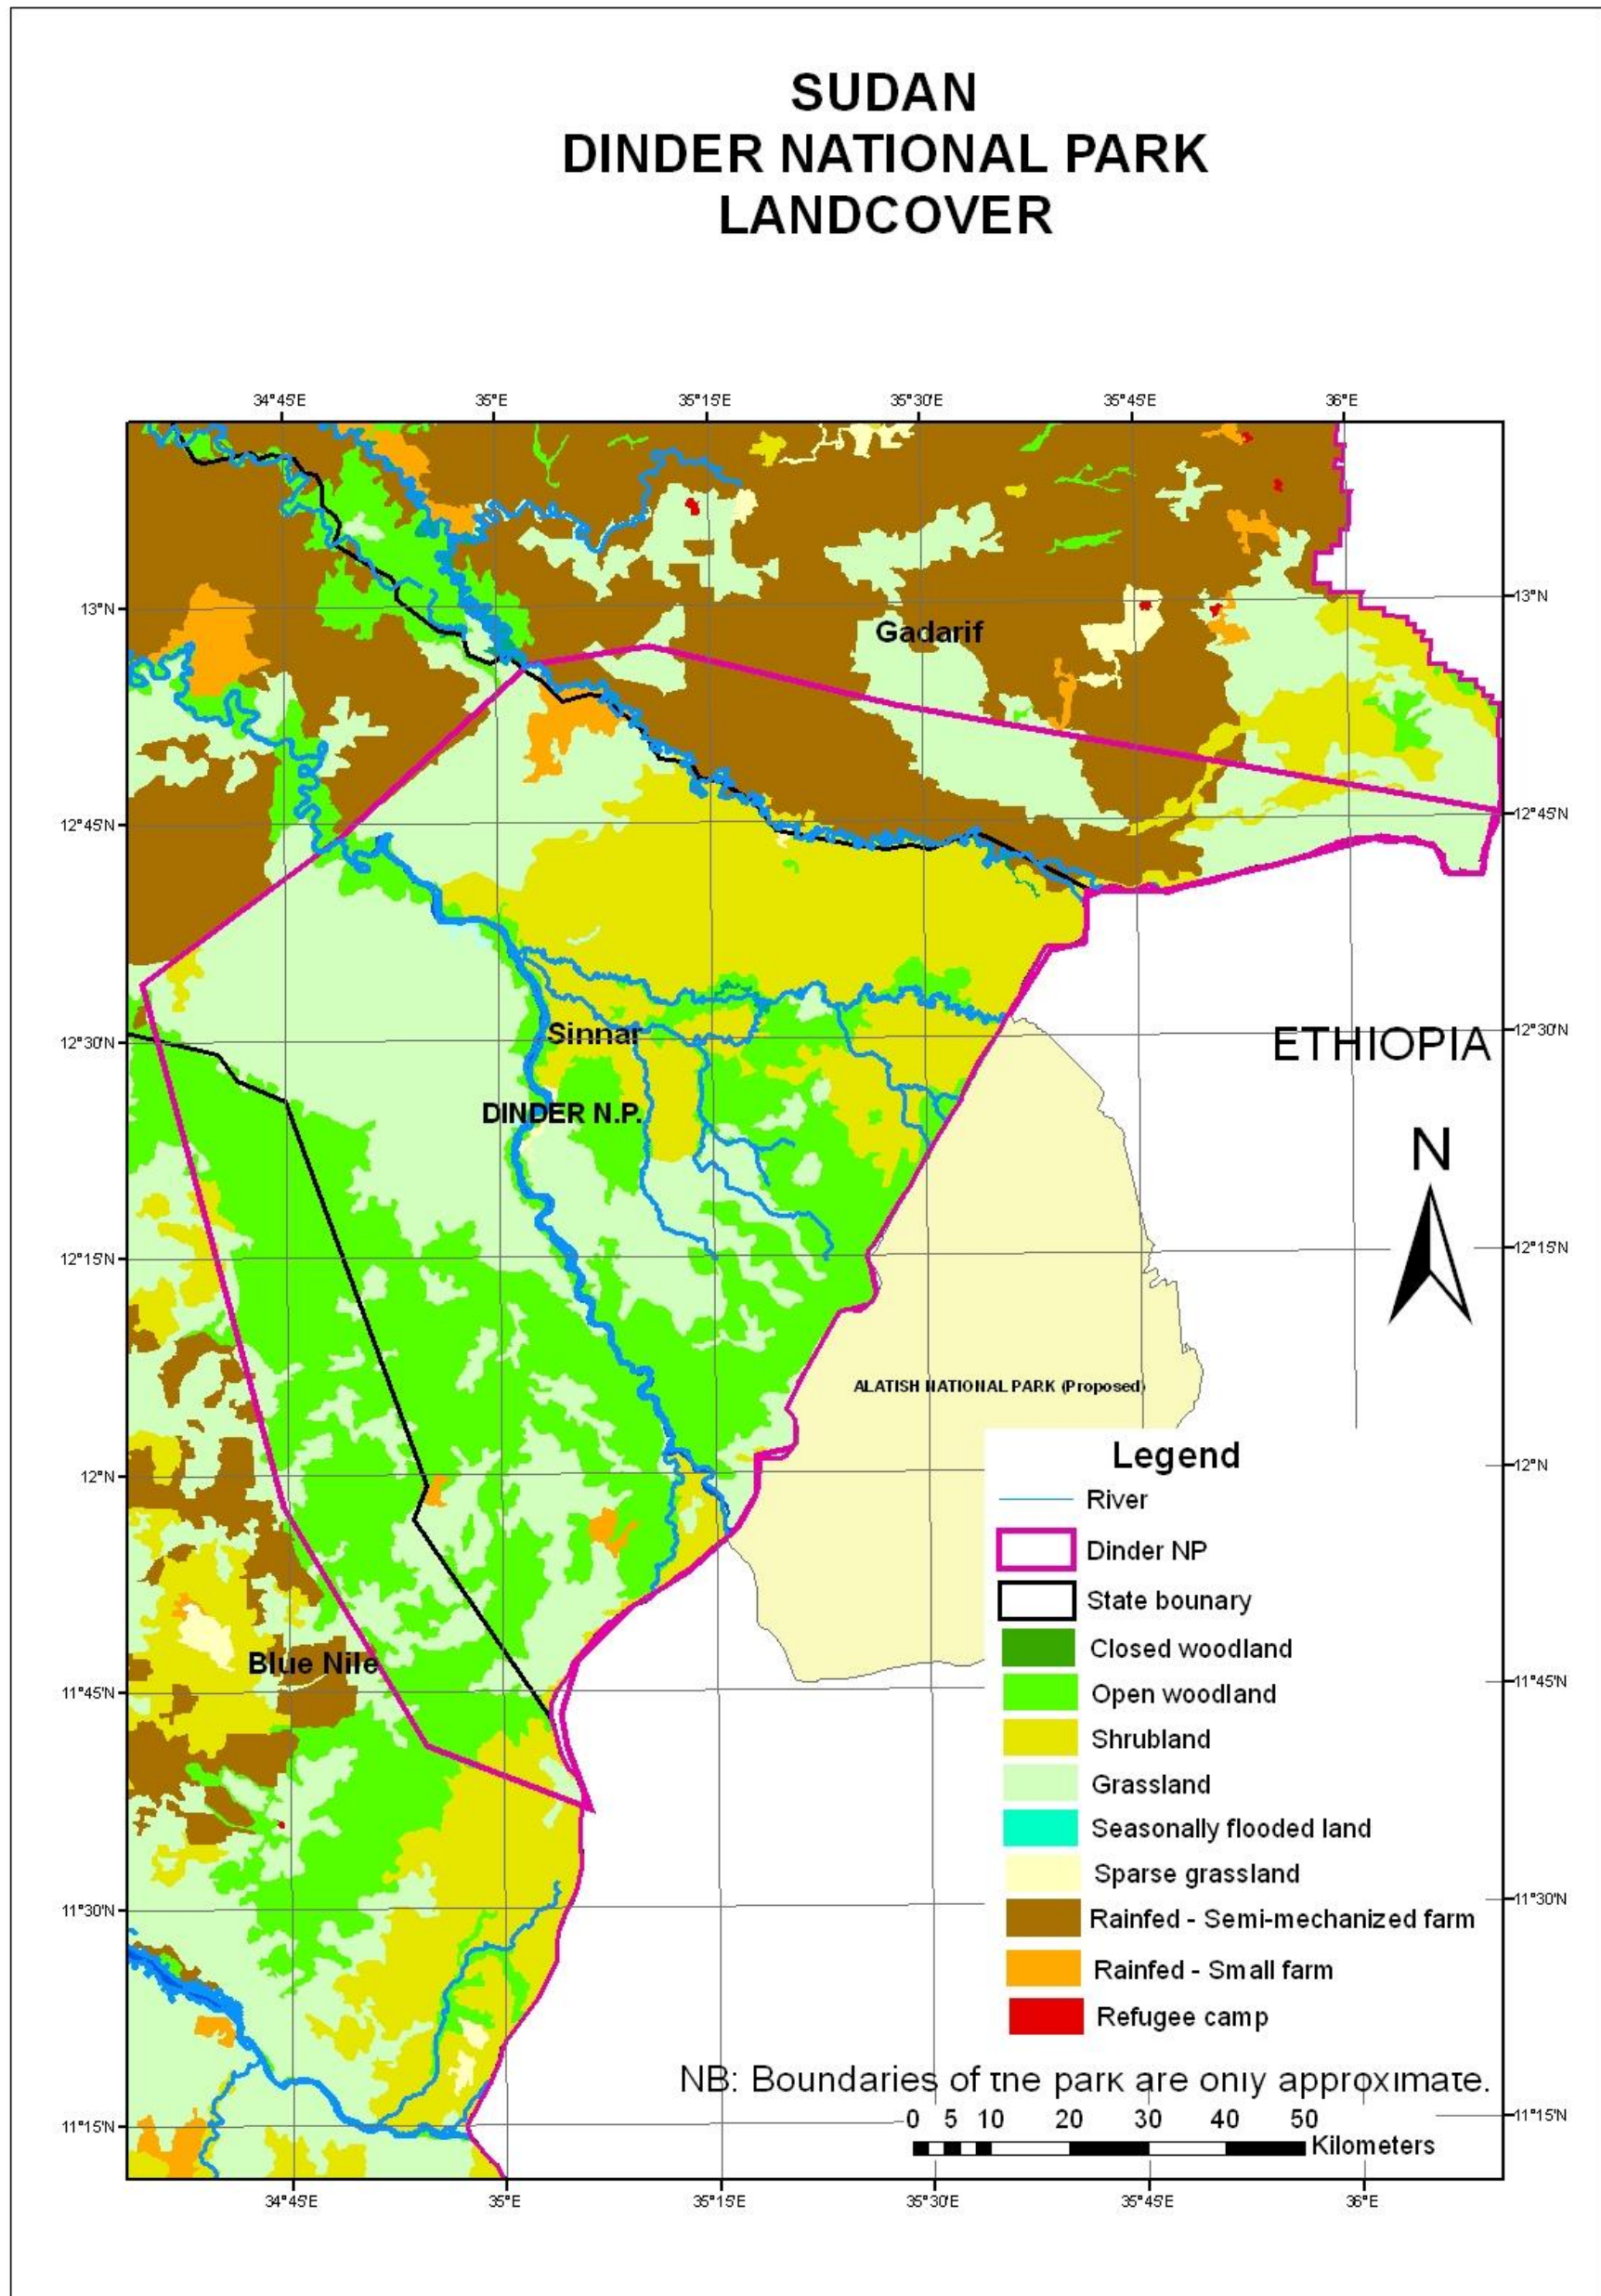 SUDAN
DINDER NATIONAL PARK
LANDCOVER
34°45'E
35°E
35°15'E
35°30'E
35°45'E
36°E
13°N
13°N
Gadarif
12°45'N
12°45'N
Sinnar
12°30'N
ETHIOPIA
12°30'N
DINDER N.P.
N
12°15'N
12°15'N
ALATISH NATIONAL PARK (Proposed)
12°N
12°N
Blue Nile
11°45'N
11°45'N
11°30'N
11°30'N
11°15'N
11°15'N
Legend
River
Dinder NP
State bounary
Closed woodland
Open woodland
Shrubland
Grassland
Seasonally flooded land
Sparse grassland
Rainfed - Semi-mechanized farm
Rainfed - Small farm
Refugee camp
NB: Boundaries of the park are only approximate.
0 5 10 20 30 40 50
Kilometers
34°45'E
35°E
35°15'E
35°30'E
35°45'E
36°E